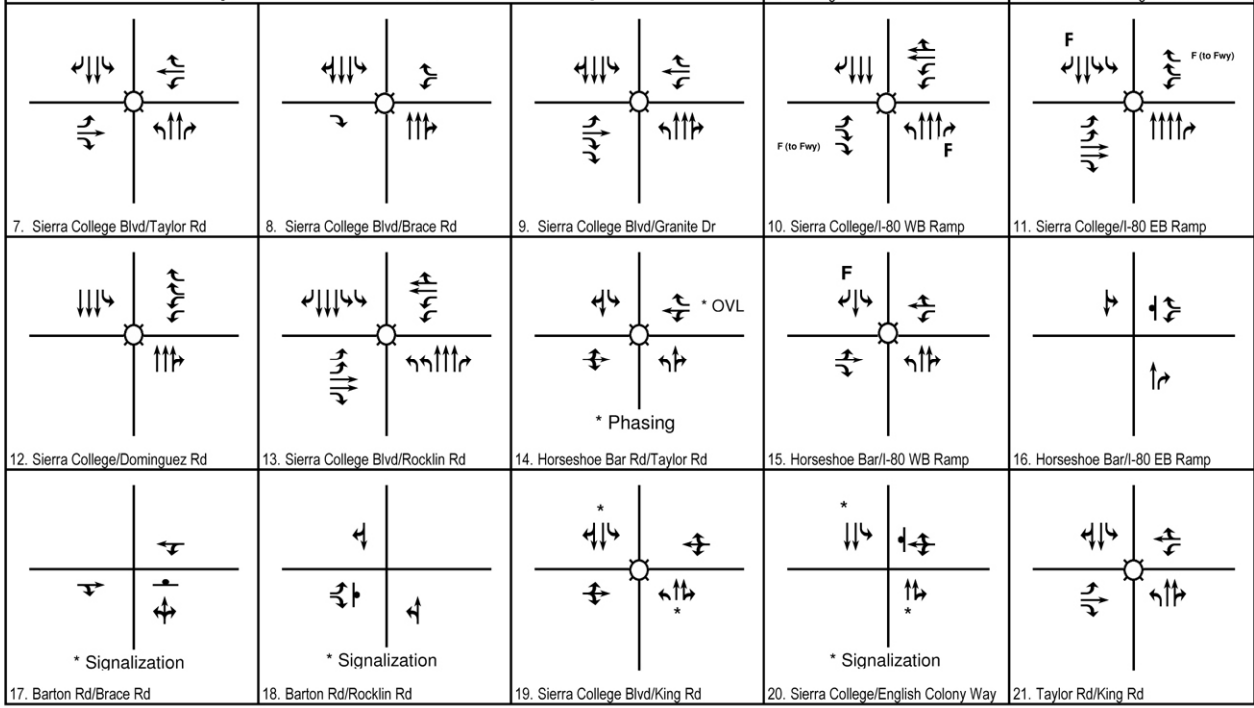 F
F (to Fwy)
F (to Fwy)
F
7. Sierra College Blvd/Taylor Rd
8. Sierra College Blvd/Brace Rd
9. Sierra College Blvd/Granite Dr
10. Sierra College/I-80 WB Ramp
11. Sierra College/I-80 EB Ramp
F
* OVL
* Phasing
12. Sierra College/Dominguez Rd
13. Sierra College Blvd/Rocklin Rd
14. Horseshoe Bar Rd/Taylor Rd
15. Horseshoe Bar/I-80 WB Ramp
16. Horseshoe Bar/I-80 EB Ramp
*
*
*
*
* Signalization
* Signalization
* Signalization
17. Barton Rd/Brace Rd
18. Barton Rd/Rocklin Rd
19. Sierra College Blvd/King Rd
20. Sierra College/English Colony Way
21. Taylor Rd/King Rd